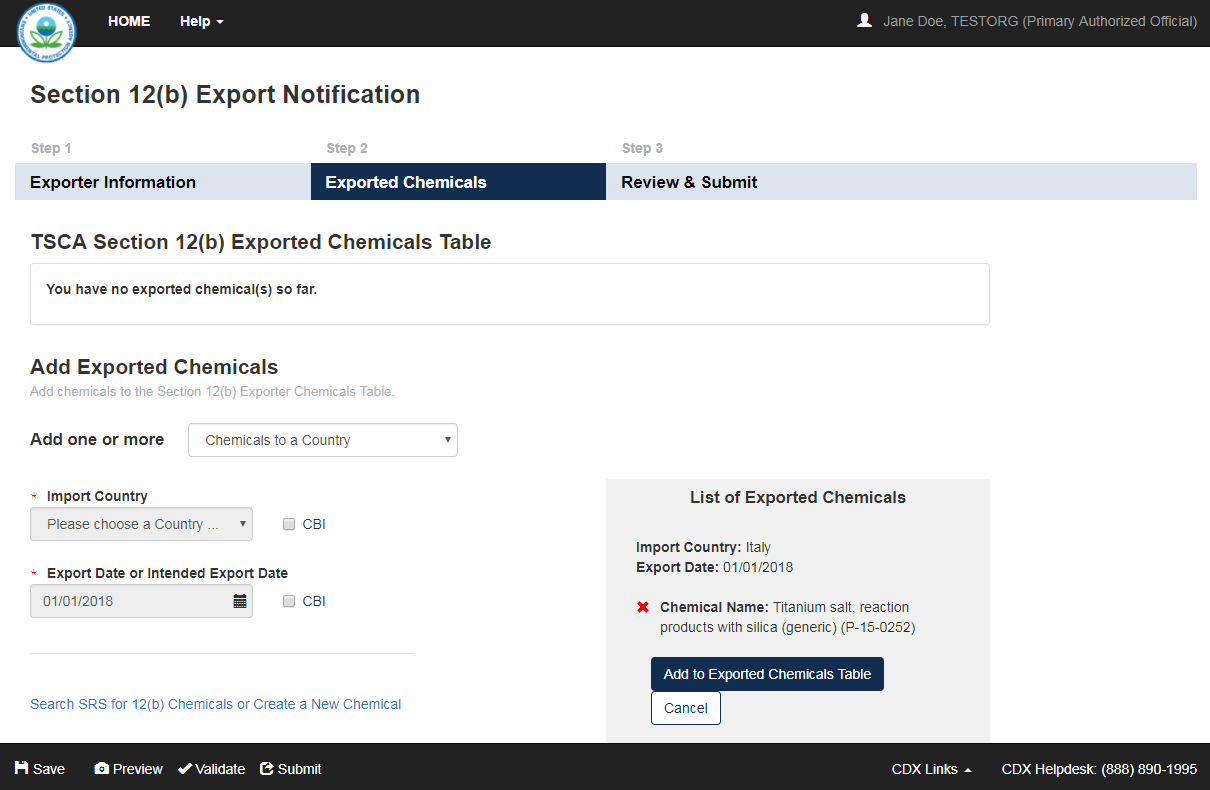 HOME Help Jane Doe, TESTORG (Primary Authorized Official)
UNITED STATES ENVIRONMENTAL PROTECTION AGENCY
Section 12(b) Export Notification
Step 1 Step 2 Step 3
Exporter Information Exported Chemicals Review & Submit
TSCA Section 12(b) Exported Chemicals Table
You have no exported chemical(s) so far.
Add Exported Chemicals
Add chemicals to the Section 12(b) Exporter Chemicals Table.
Add one or more Chemicals to a Country
* Import Country
Please choose a Country ... CBI
* Export Date or Intended Export Date
01/01/2018 CBI
Search SRS for 12(b) Chemicals or Create a New Chemical
List of Exported Chemicals
Import Country: Italy
Export Date: 01/01/2018
Chemical Name: Titanium salt, reaction
products with silica (generic) (P-15-0252)
Add to Exported Chemicals Table
Cancel
Save Preview Validate Submit CDX Links CDX Helpdesk: (888) 890-1995